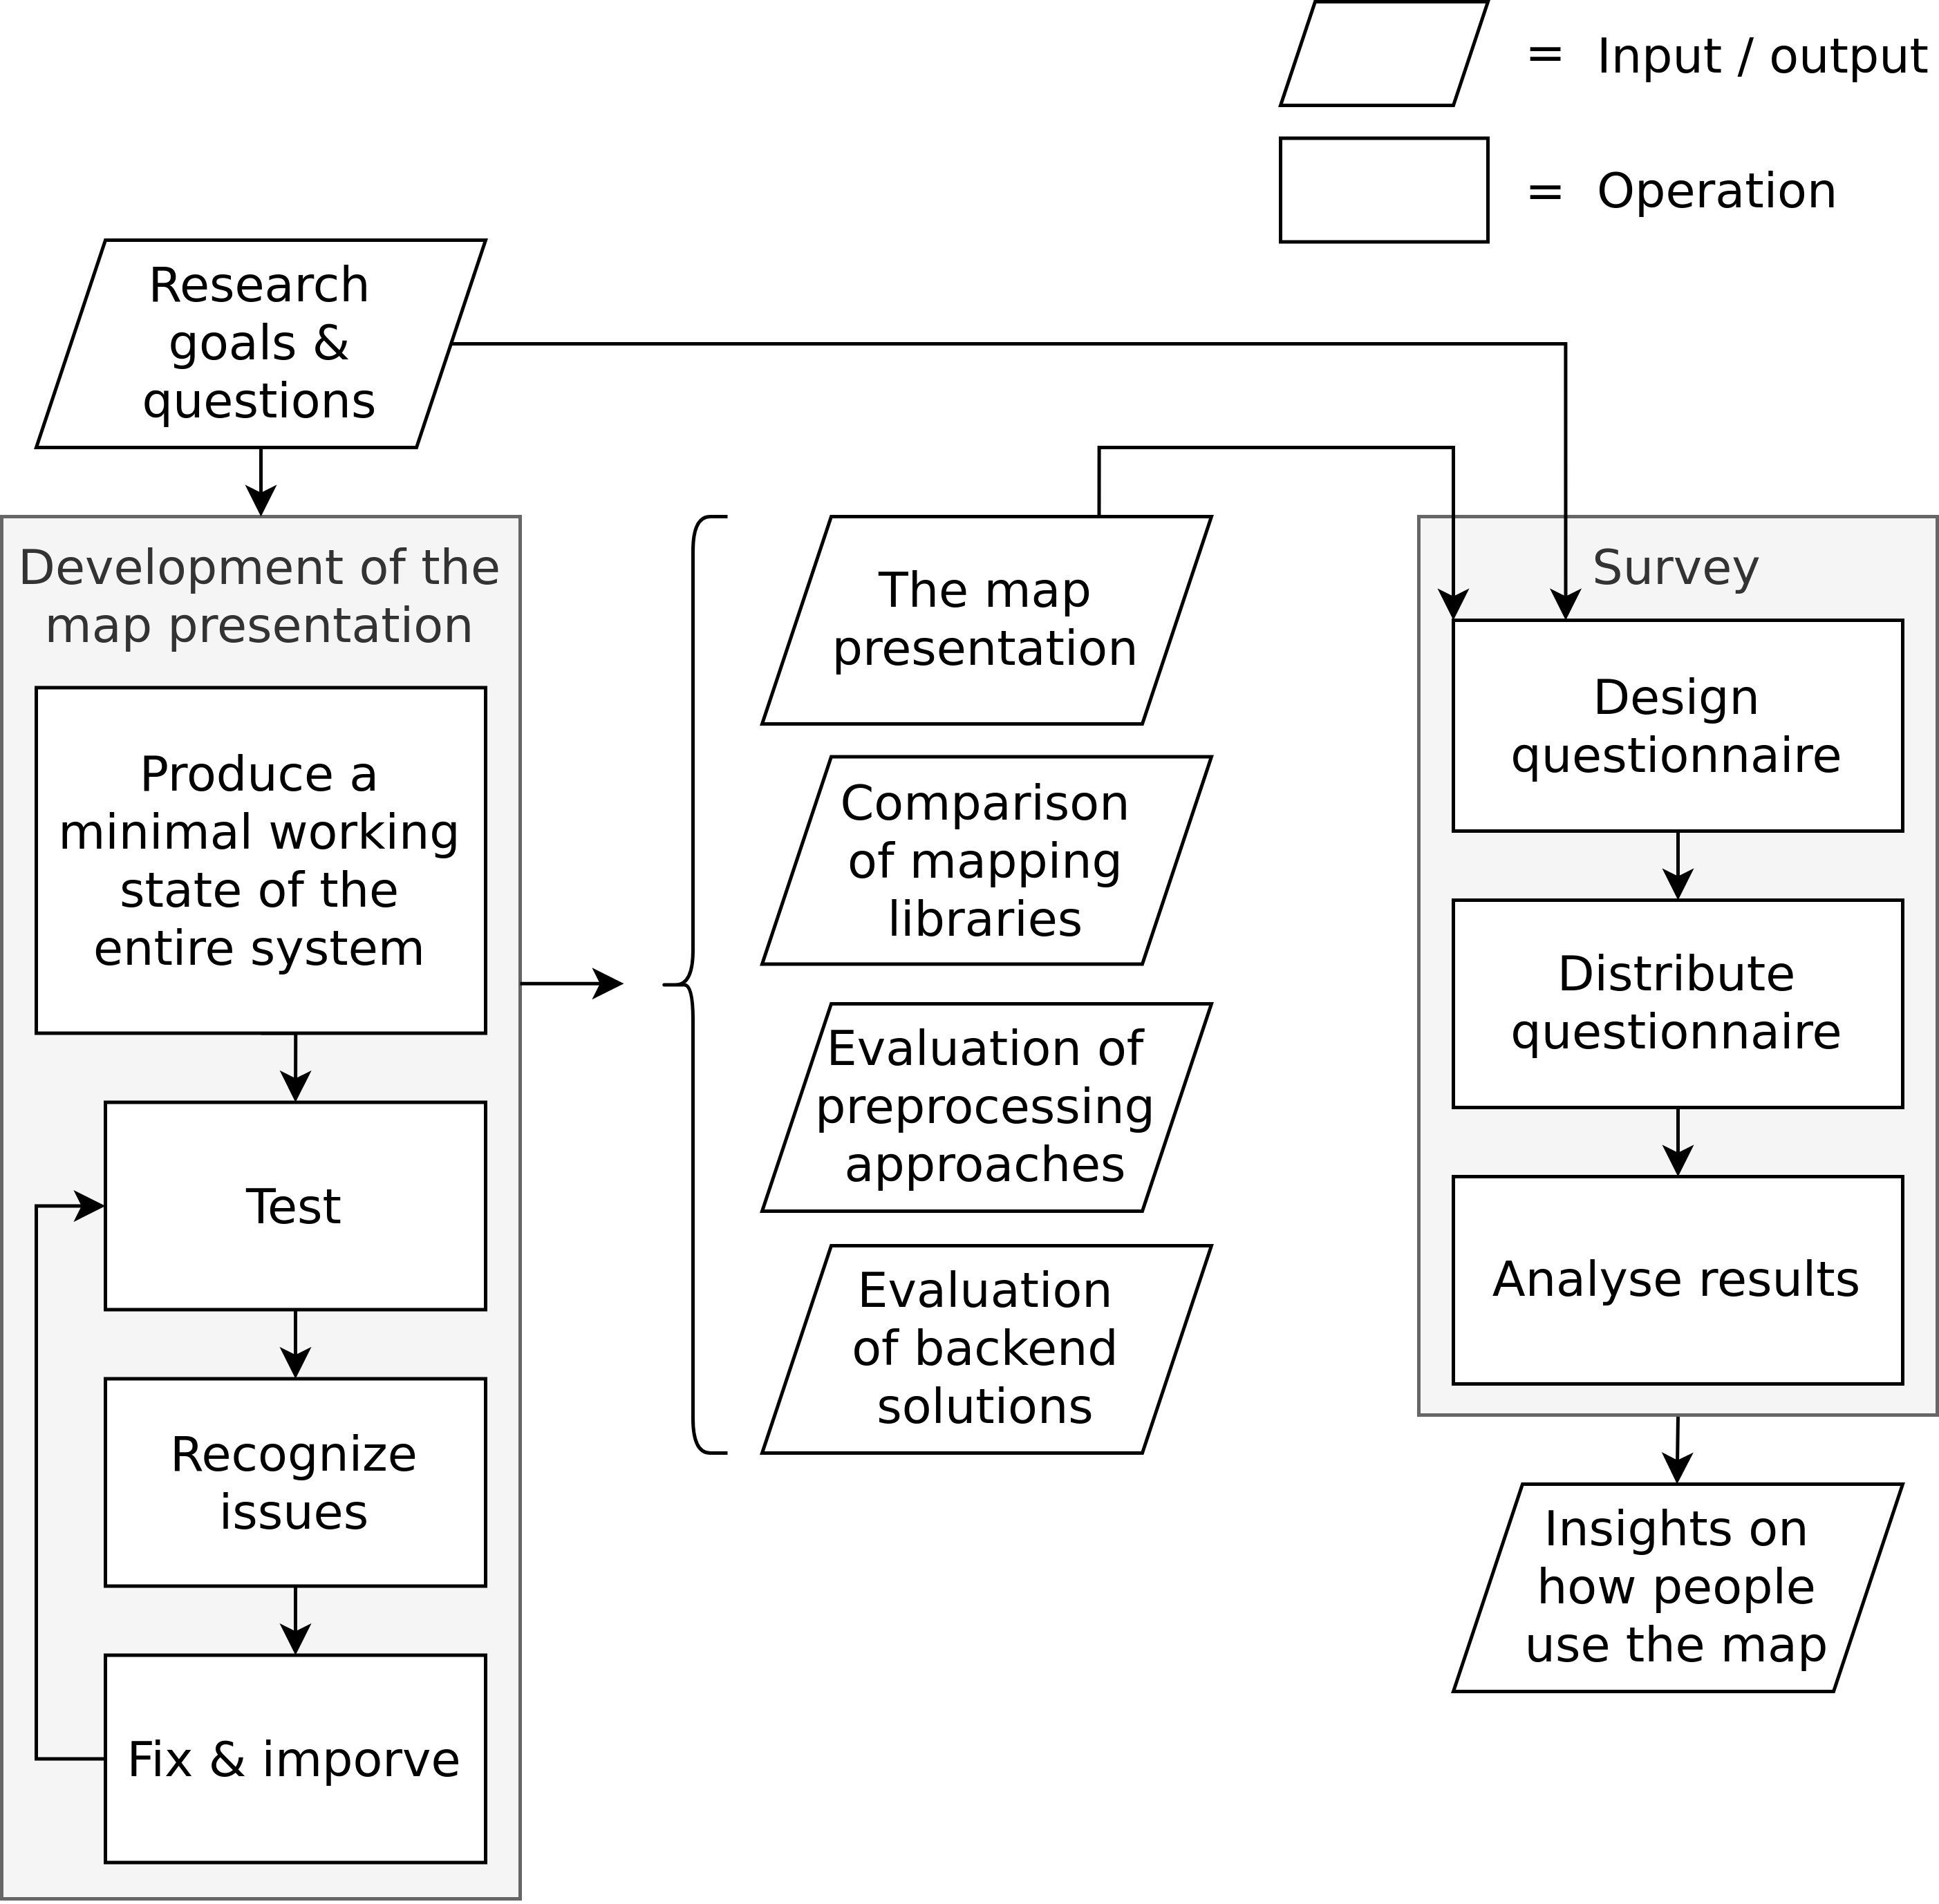 = Input / output
= Operation
Research
goals &
questions
Development of the
map presentation
Produce a
minimal working
state of the
entire system
Test
Recognize
issues
Fix & imporve
The map
presentation
Comparison
of mapping
libraries
Evaluation of
preprocessing
approaches
Evaluation
of backend
solutions
Survey
Design
questionnaire
Distribute
questionnaire
Analyse results
Insights on
how people
use the map